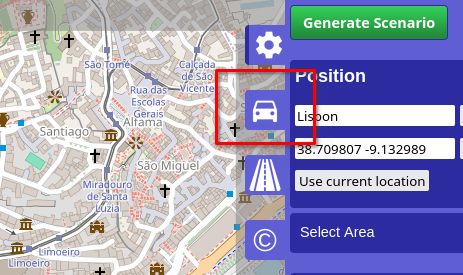 Generate Scenario
Position
Lisbon
38.709807 -9.132989
Use current location
Select Area
São Tomé
Calçada
de São
Vicente
Rua das
Escolas
Gerais
Alfama
Santiago
São Miguel
Miradouro
de Santa
Luzia
Limoeiro
Limoeiro
©